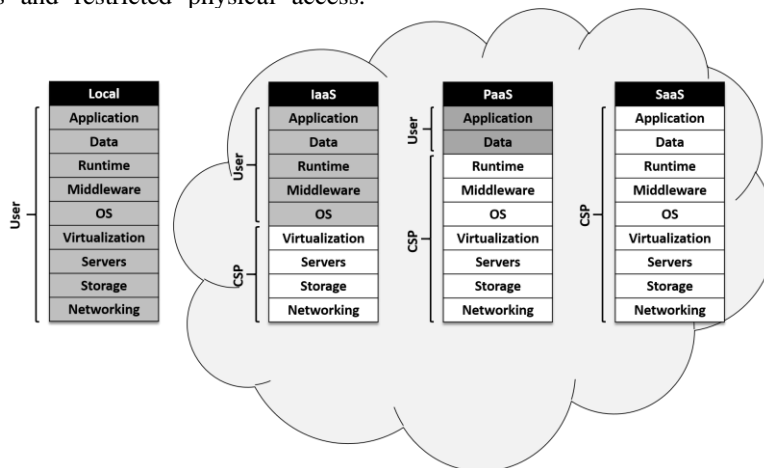 s and restricted physical access.
Local IaaS PaaS SaaS
Application Application Application Application
Data Data Data Data
Runtime Runtime Runtime Runtime
Middleware Middleware Middleware Middleware
OS OS OS OS
Virtualization Virtualization Virtualization Virtualization
Servers Servers Servers Servers
Storage Storage Storage Storage
Networking Networking Networking Networking
User
User
CSP
User
CSP
CSP